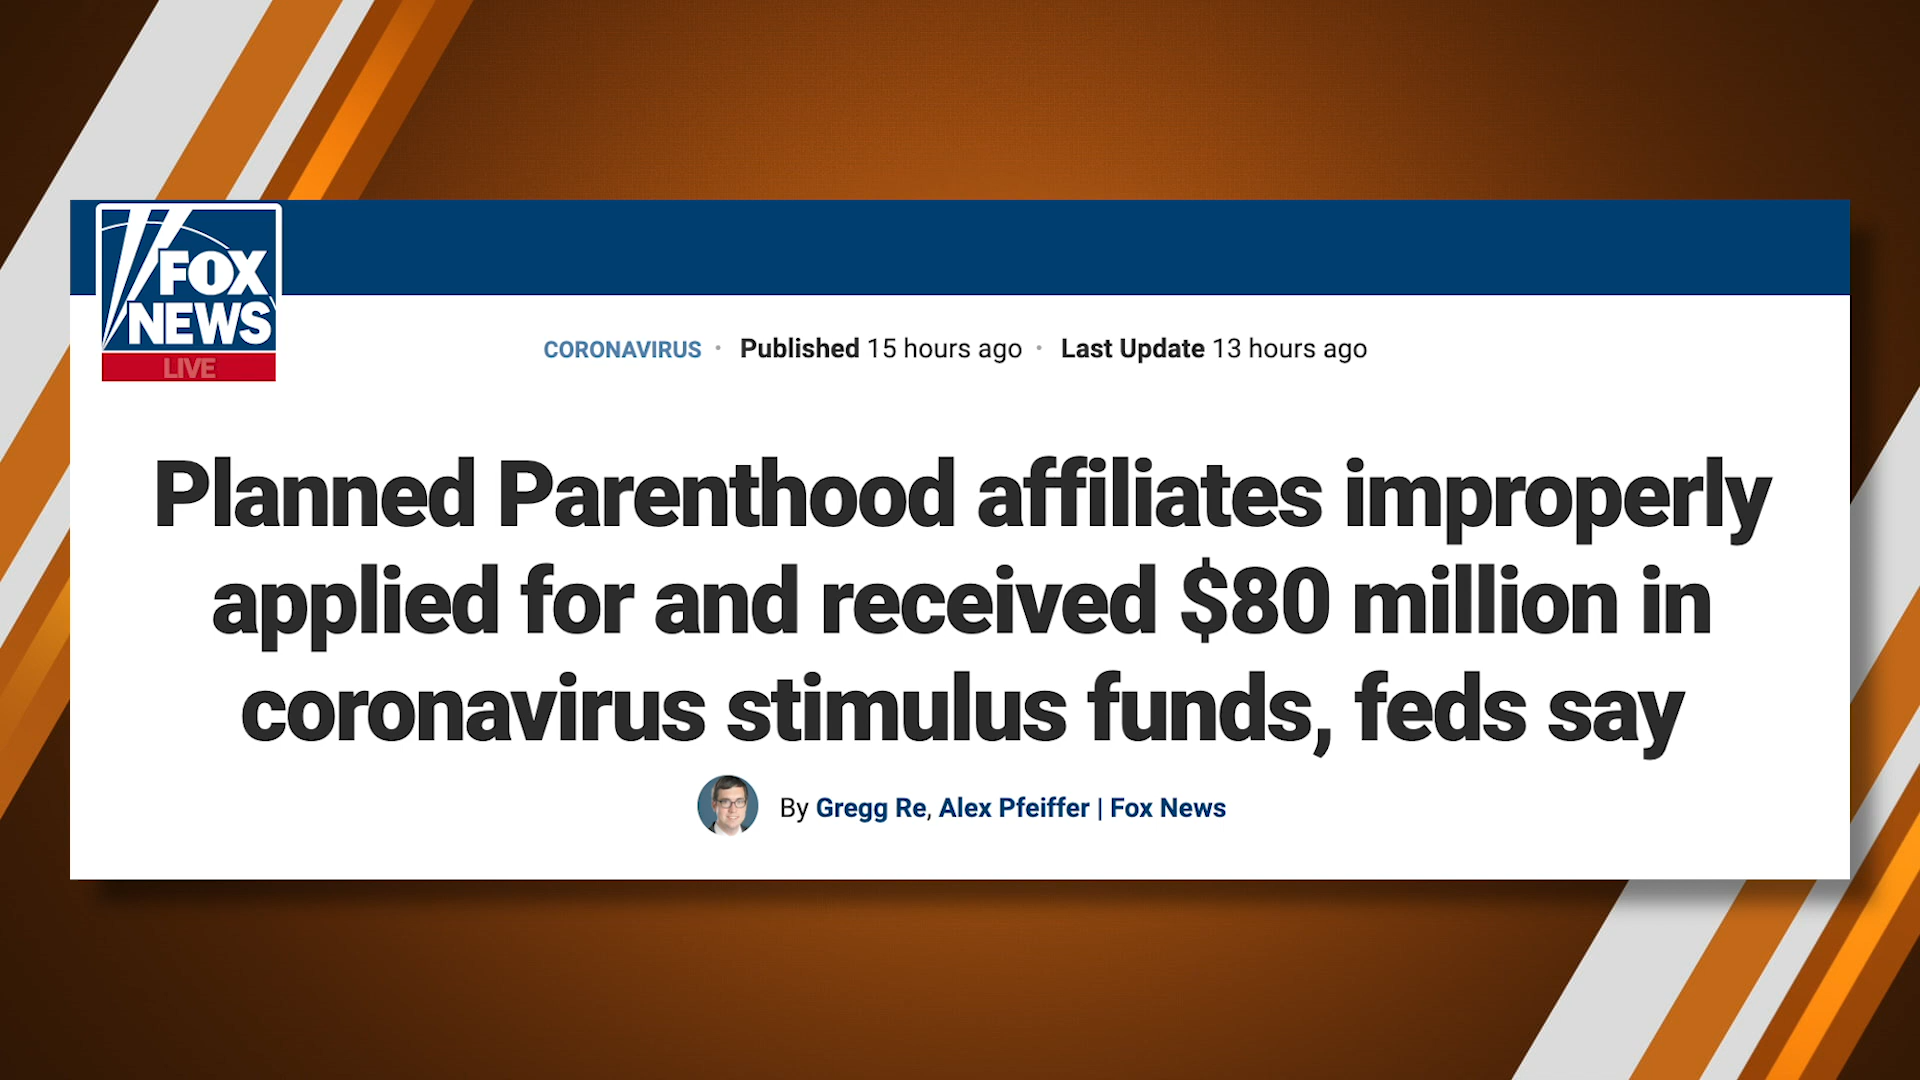 FOX
NEWS
LIVE
CORONAVIRUS · Published 15 hours ago · Last Update 13 hours ago
Planned Parenthood affiliates improperly
applied for and received $80 million in
coronavirus stimulus funds, feds say
By Gregg Re, Alex Pfeiffer | Fox News